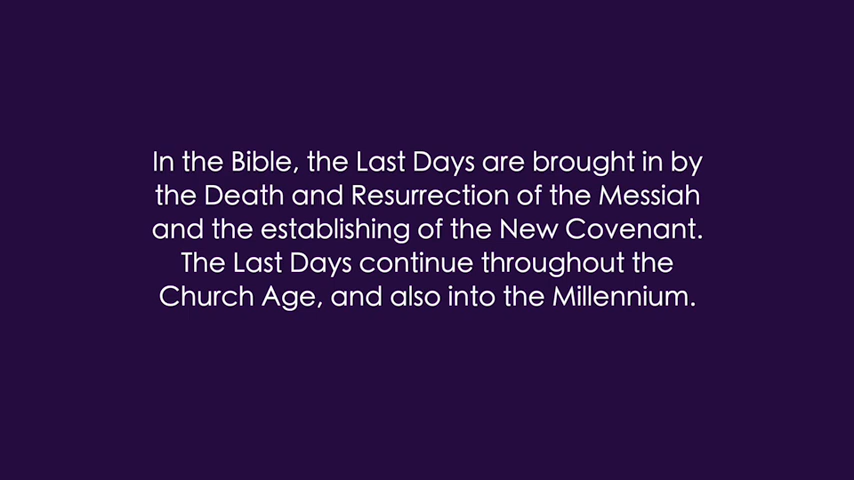 In the Bible, the Last Days are brought in by
the Death and Resurrection of the Messiah
and the establishing of the New Covenant.
The Last Days continue throughout the
Church Age, and also into the Millennium.